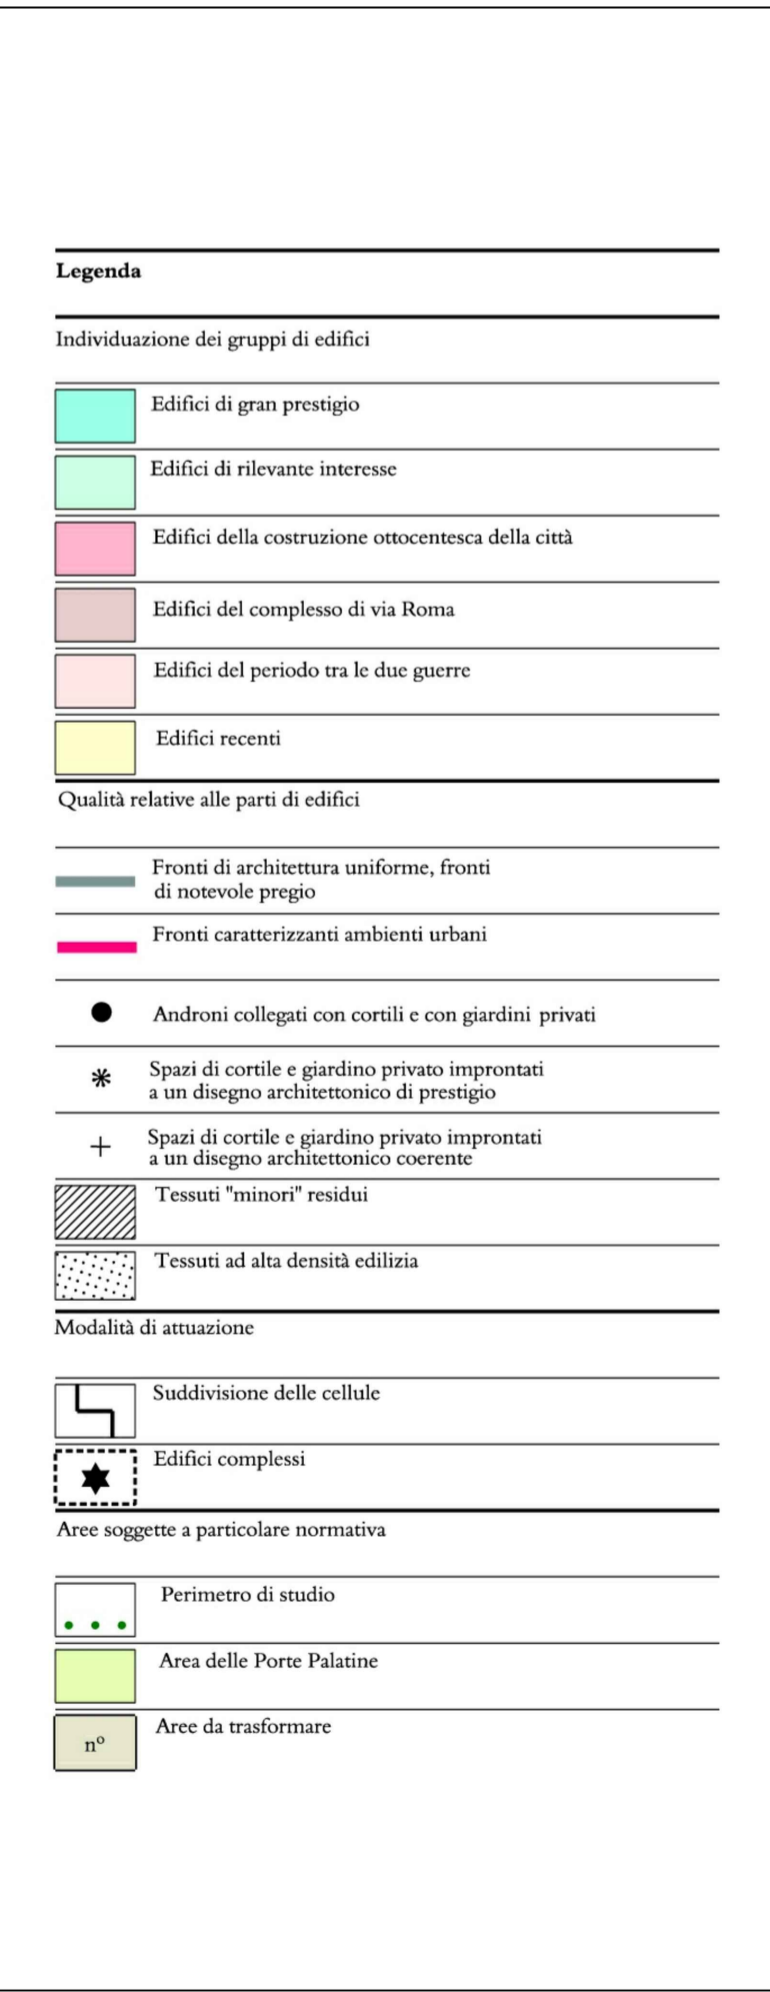 Legenda
Individuazione dei gruppi di edifici
Edifici di gran prestigio
Edifici di rilevante interesse
Edifici della costruzione ottocentesca della città
Edifici del complesso di via Roma
Edifici del periodo tra le due guerre
Edifici recenti
Qualità relative alle parti di edifici
Fronti di architettura uniforme, fronti
di notevole pregio
Fronti caratterizzanti ambienti urbani
Androni collegati con cortili e con giardini privati
Spazi di cortile e giardino privato improntati
a un disegno architettonico di prestigio
Spazi di cortile e giardino privato improntati
a un disegno architettonico coerente
Tessuti "minori" residui
Tessuti ad alta densità edilizia
Modalità di attuazione
Suddivisione delle cellule
Edifici complessi
Aree soggette a particolare normativa
Perimetro di studio
Area delle Porte Palatine
Aree da trasformare
nº